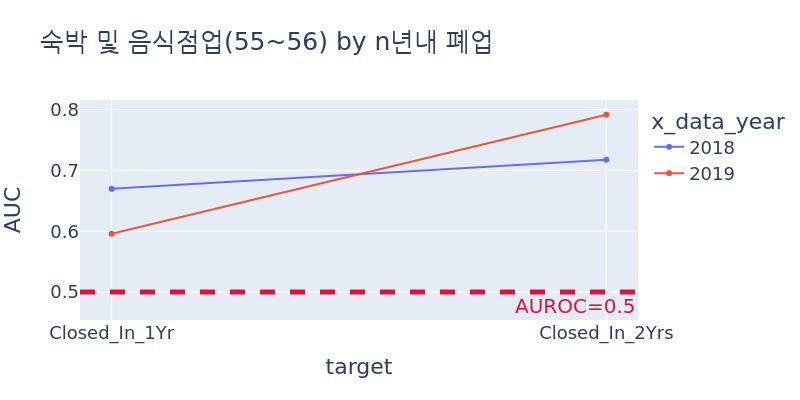 숙박 및 음식점업(55~56) by n년내 폐업
x_data_year
2018
2019
AUC
0.8
0.7
0.6
0.5
AUROC=0.5
Closed_In_1Yr
Closed_In_2Yrs
target